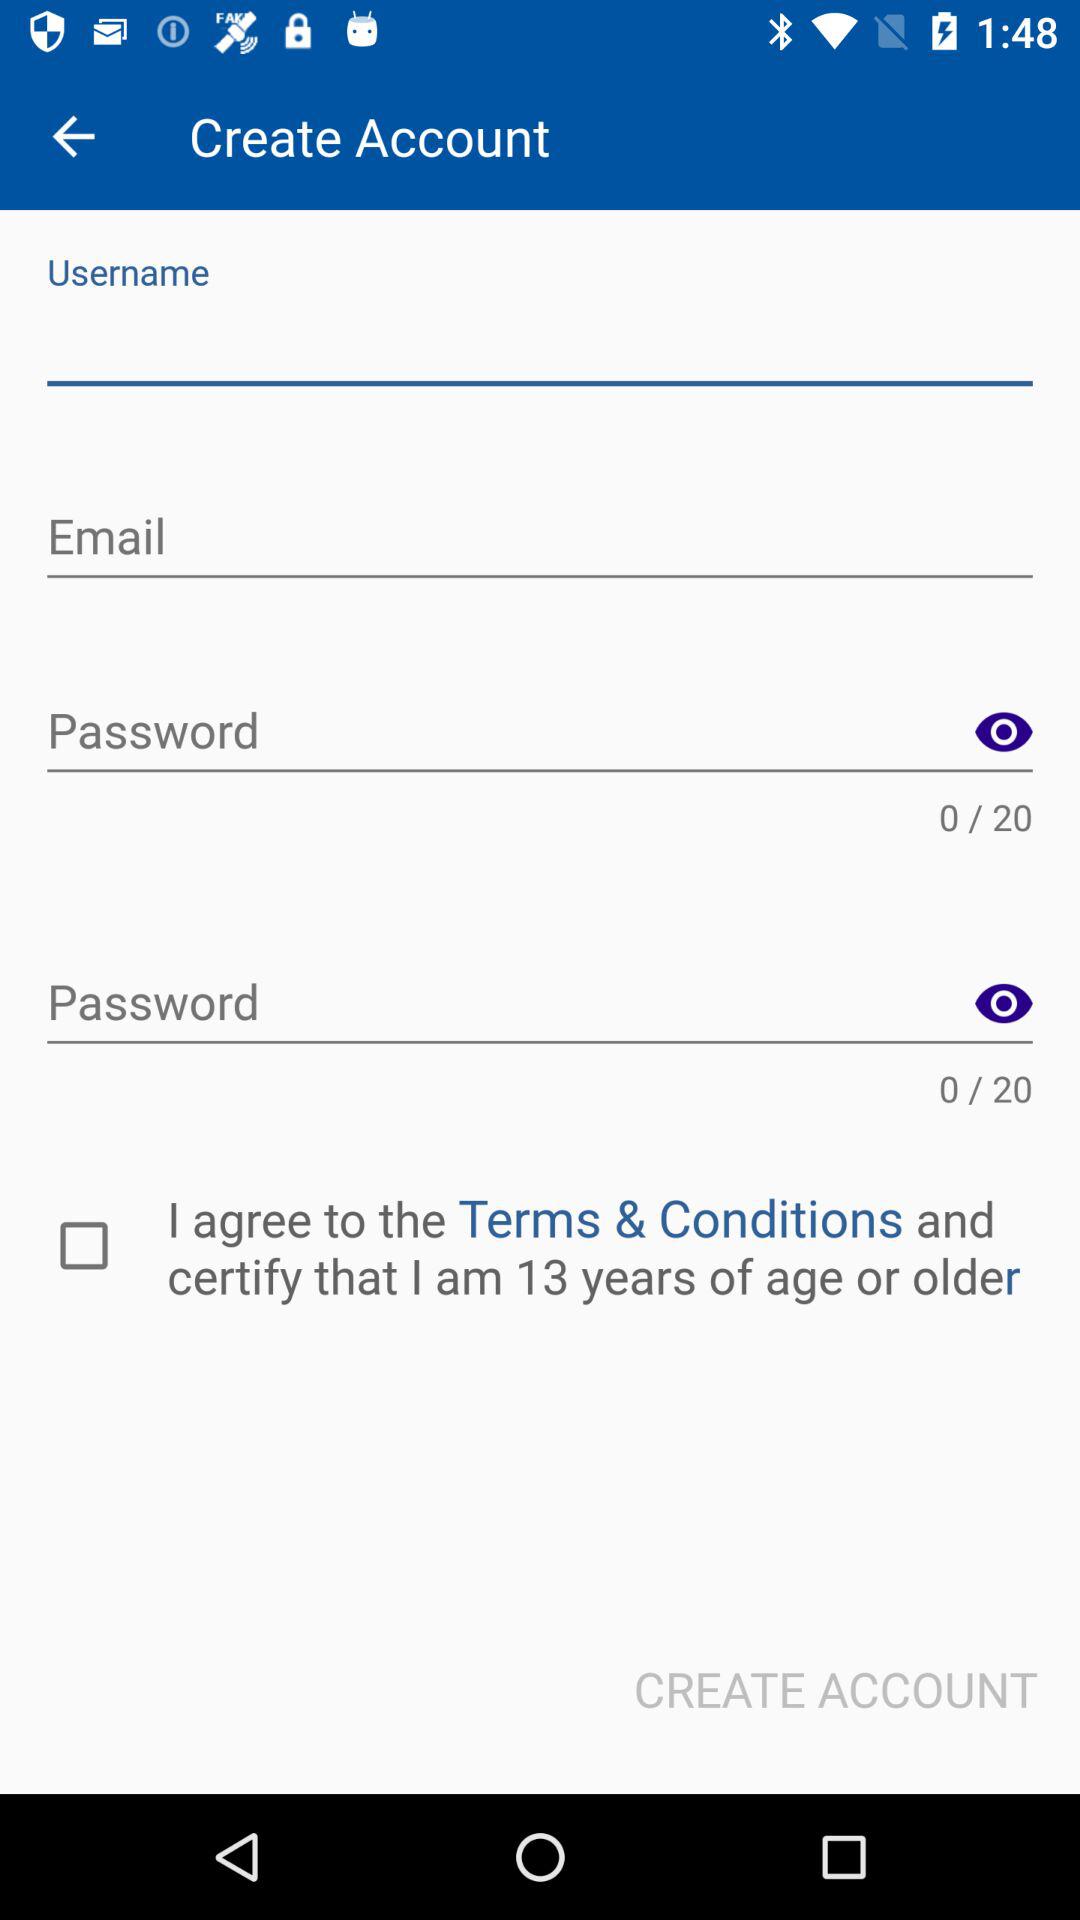 FAKE
1:48
Create Account
Username
Email
Password
0 / 20
Password
0 / 20
I agree to the Terms & Conditions and
certify that I am 13 years of age or older
CREATE ACCOUNT